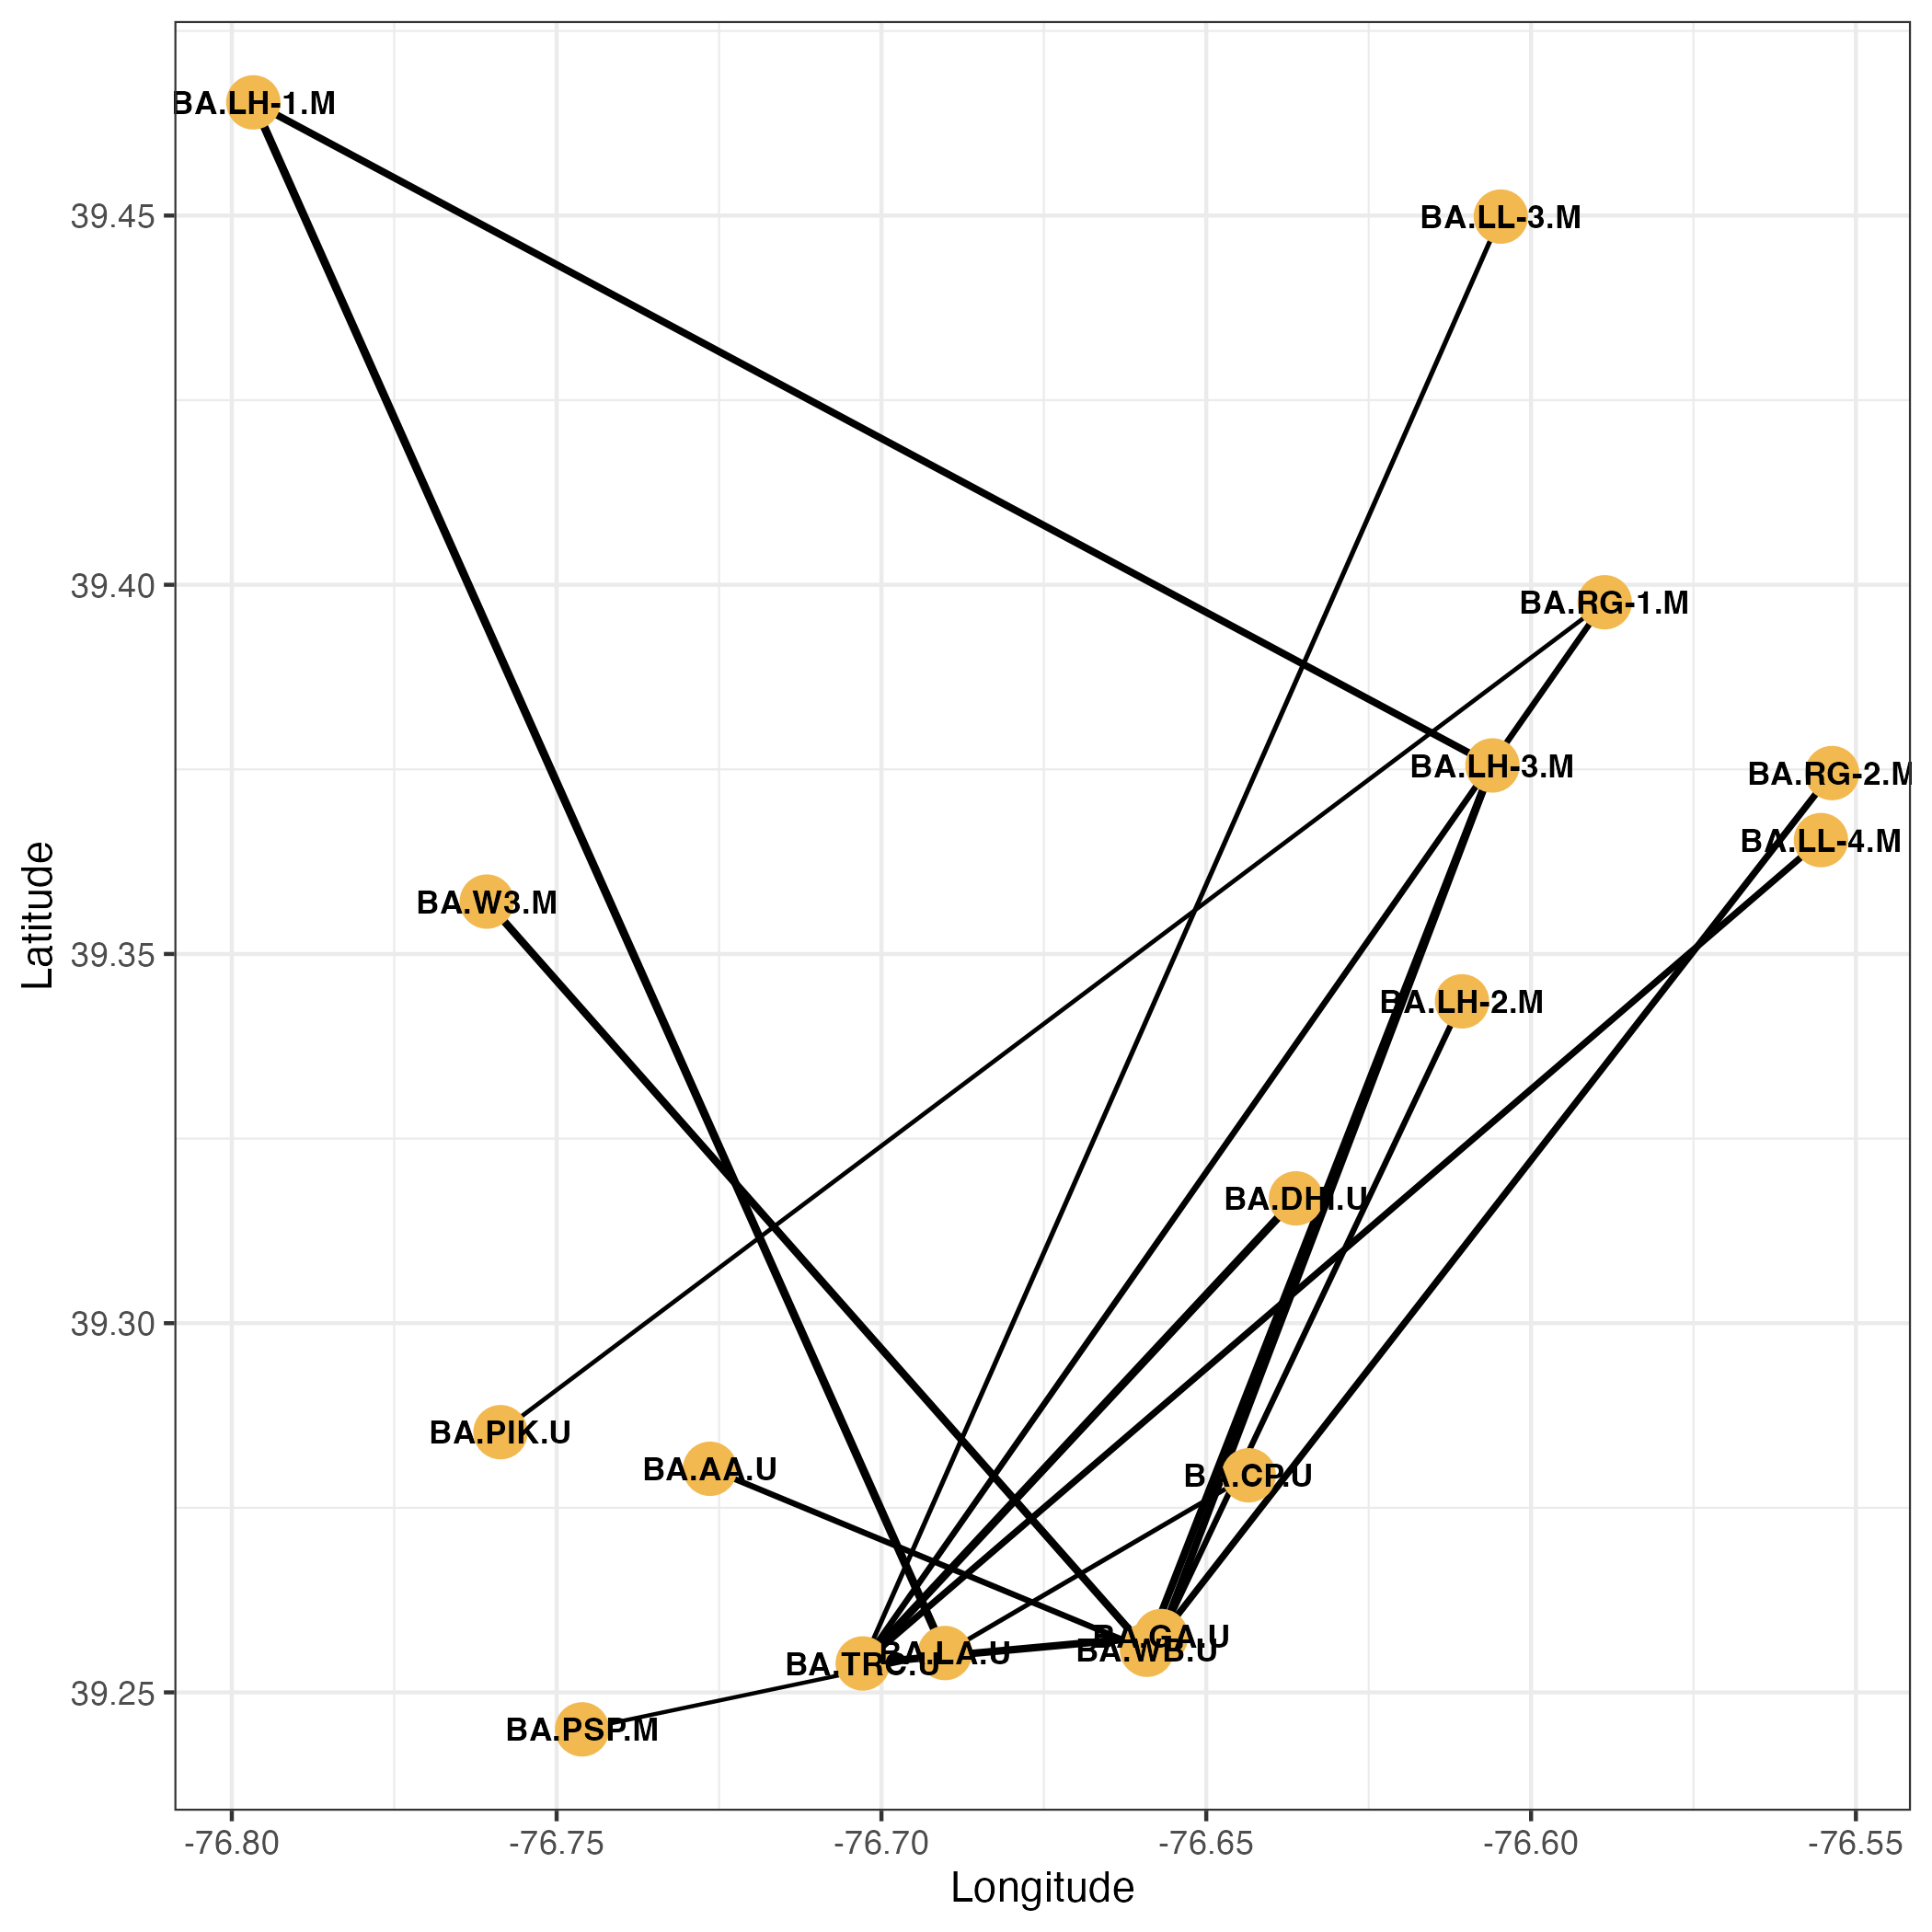 BA.LH-1.M
BA.LL-3.M
39.45
39.40
BA.RG-1.M
BA.LH-3.M
BA.RG-2.M
BA.LL-4.M
Latitude
BA.W3.M
39.35
BA.LH-2.M
BA.DHI.U
39.30
BA.PIK.U
BA.AA.U
BA.CP.U
BA.GA.U
BA.WB.U
BA.LA.U
BA.TRC.U
39.25
BA.PSP.M
-76.80 -76.75 -76.70 -76.65 -76.60 -76.55
Longitude